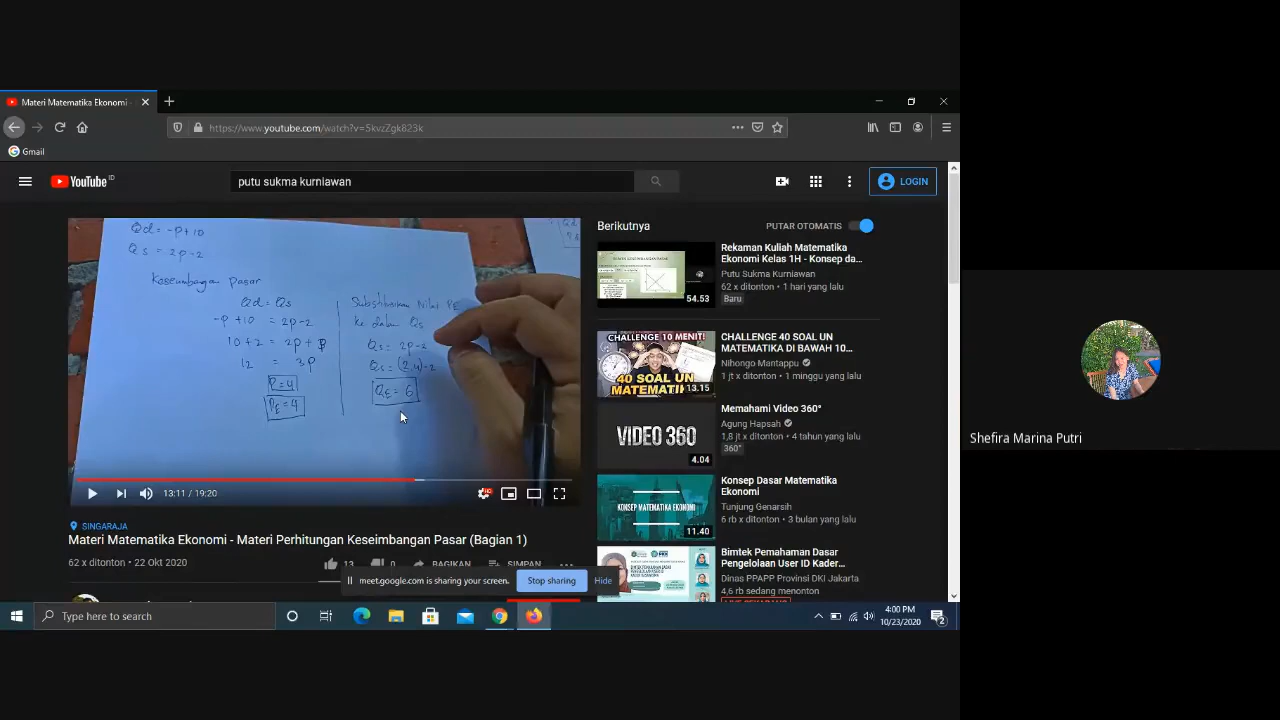 Materi Matematika Ekonomi -
https://www.youtube.com/watch?v=5kvzZgk823k
Gmail
YouTube ID
putu sukma kurniawan
LOGIN
Qd = -P+10
Qs = 2P-2
Keseimbangan pasar
Qd = Qs
-P+10 = 2P-2
10+2 = 2P+P
12 = 3P
P=4
PE=4
Substitusikan Nilai PE
ke dalam Qs
Qs = 2P-2
Qs = (2.4)-2
QE = 6
13:11 / 19:20
SINGARAJA
Materi Matematika Ekonomi - Materi Perhitungan Keseimbangan Pasar (Bagian 1)
62 x ditonton • 22 Okt 2020
13
0
BAGIKAN
SIMPAN
Berikutnya
PUTAR OTOMATIS
54.53
Rekaman Kuliah Matematika
Ekonomi Kelas 1H - Konsep da...
Putu Sukma Kurniawan
62 x ditonton • 1 hari yang lalu
Baru
CHALLENGE 10 MENIT!
40 SOAL UN
MATEMATIK
13.15
CHALLENGE 40 SOAL UN
MATEMATIKA DI BAWAH 10...
Nihongo Mantappu
1 jt x ditonton • 1 minggu yang lalu
VIDEO 360
4.04
Memahami Video 360°
Agung Hapsah
1,8 jt x ditonton • 4 tahun yang lalu
360°
KONSEP MATEMATIKA EKONOMI
11.40
Konsep Dasar Matematika
Ekonomi
Tunjung Genarsih
6 rb x ditonton • 3 bulan yang lalu
Bimtek Pemahaman Dasar
Pengelolaan User ID Kader...
Dinas PPAPP Provinsi DKI Jakarta
4,6 rb sedang menonton
meet.google.com is sharing your screen.
Stop sharing
Hide
Type here to search
4:00 PM
10/23/2020
2
Shefira Marina Putri